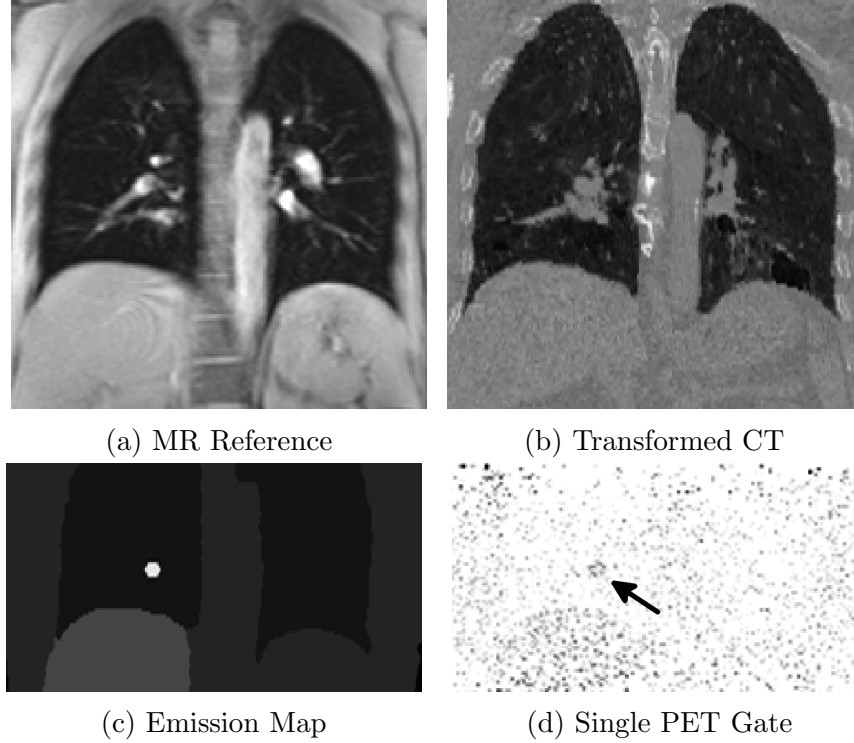 (a) MR Reference
(b) Transformed CT
(c) Emission Map
(d) Single PET Gate